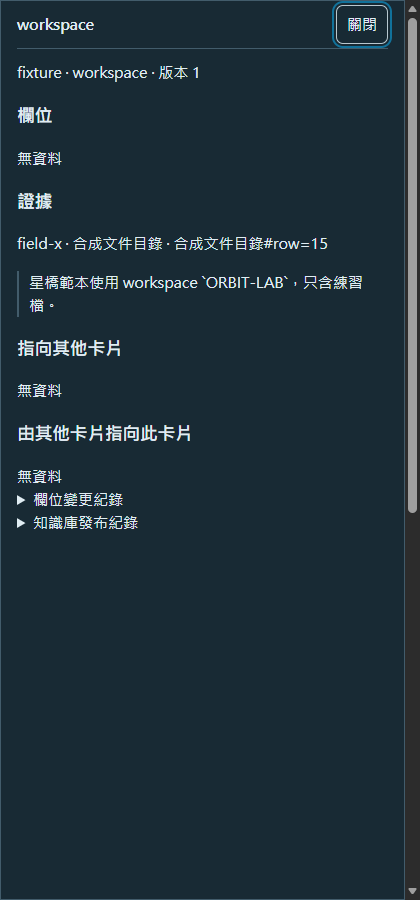 workspace
關閉
fixture · workspace · 版本 1
欄位
無資料
證據
field-x · 合成文件目錄 · 合成文件目錄#row=15
星橋範本使用 workspace `ORBIT-LAB`，只含練習
檔。
指向其他卡片
無資料
由其他卡片指向此卡片
無資料
欄位變更紀錄
知識庫發布紀錄